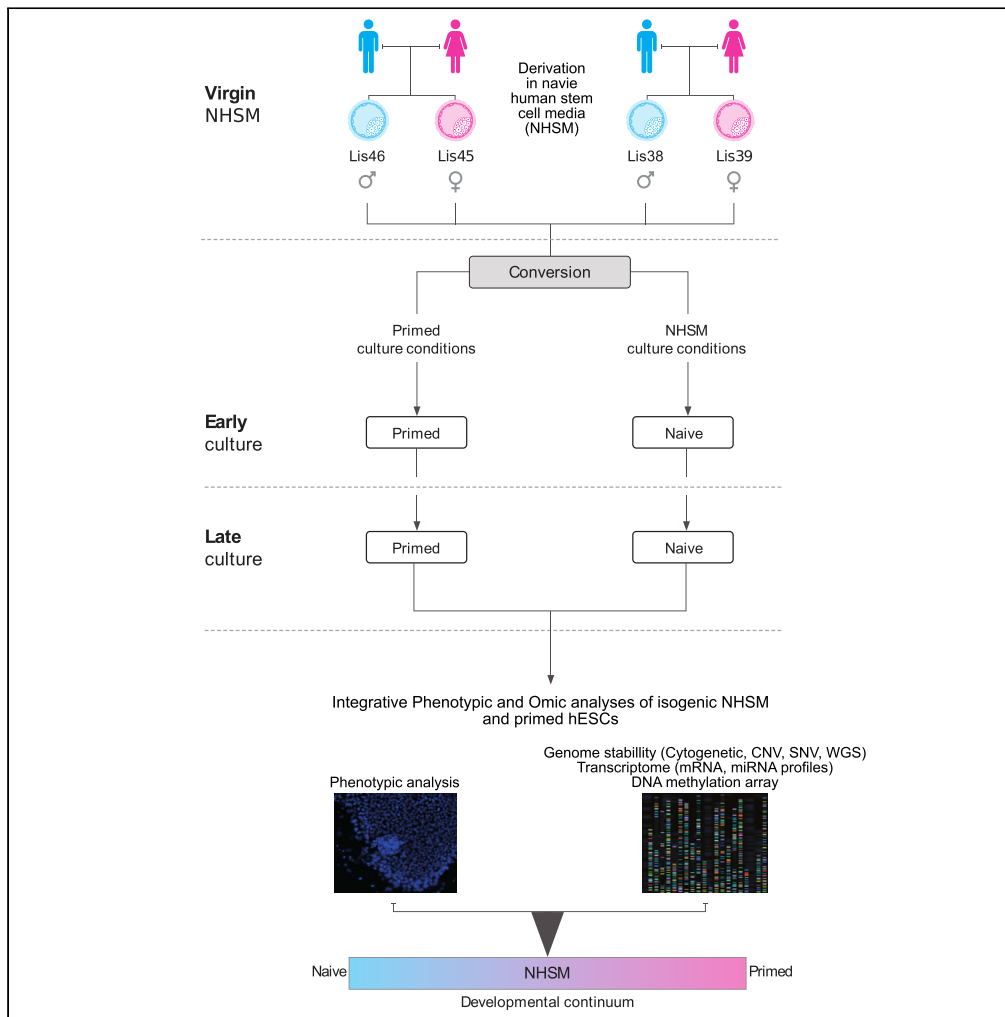 Virgin
NHSM
Derivation
in navie
human stem
cell media
(NHSM)
Lis46
Lis45
Lis38
Lis39
♂
♀
♂
♀
Conversion
Primed
culture conditions
NHSM
culture conditions
Early
culture
Primed
Naive
Late
culture
Primed
Naive
Integrative Phenotypic and Omic analyses of isogenic NHSM
and primed hESCs
Genome stabillity (Cytogenetic, CNV, SNV, WGS)
Transcriptome (mRNA, miRNA profiles)
Phenotypic analysis
DNA methylation array
Naive
NHSM
Primed
Developmental continuum